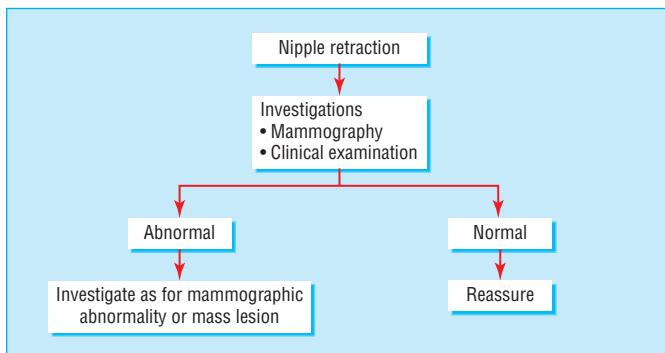 Nipple retraction
Investigations
• Mammography
• Clinical examination
Abnormal
Normal
Investigate as for mammographic
abnormality or mass lesion
Reassure